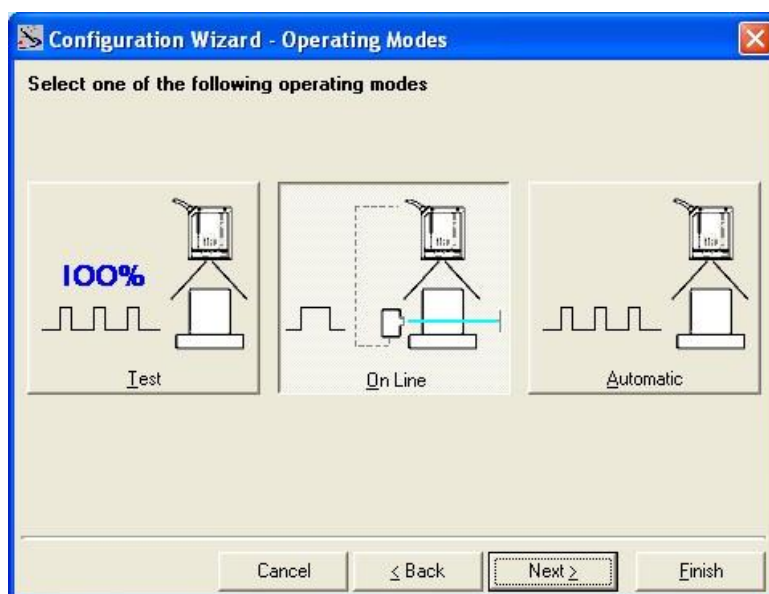 Configuration Wizard - Operating Modes
Select one of the following operating modes
100%
Test
On Line
Automatic
Cancel
< Back
Next >
Finish